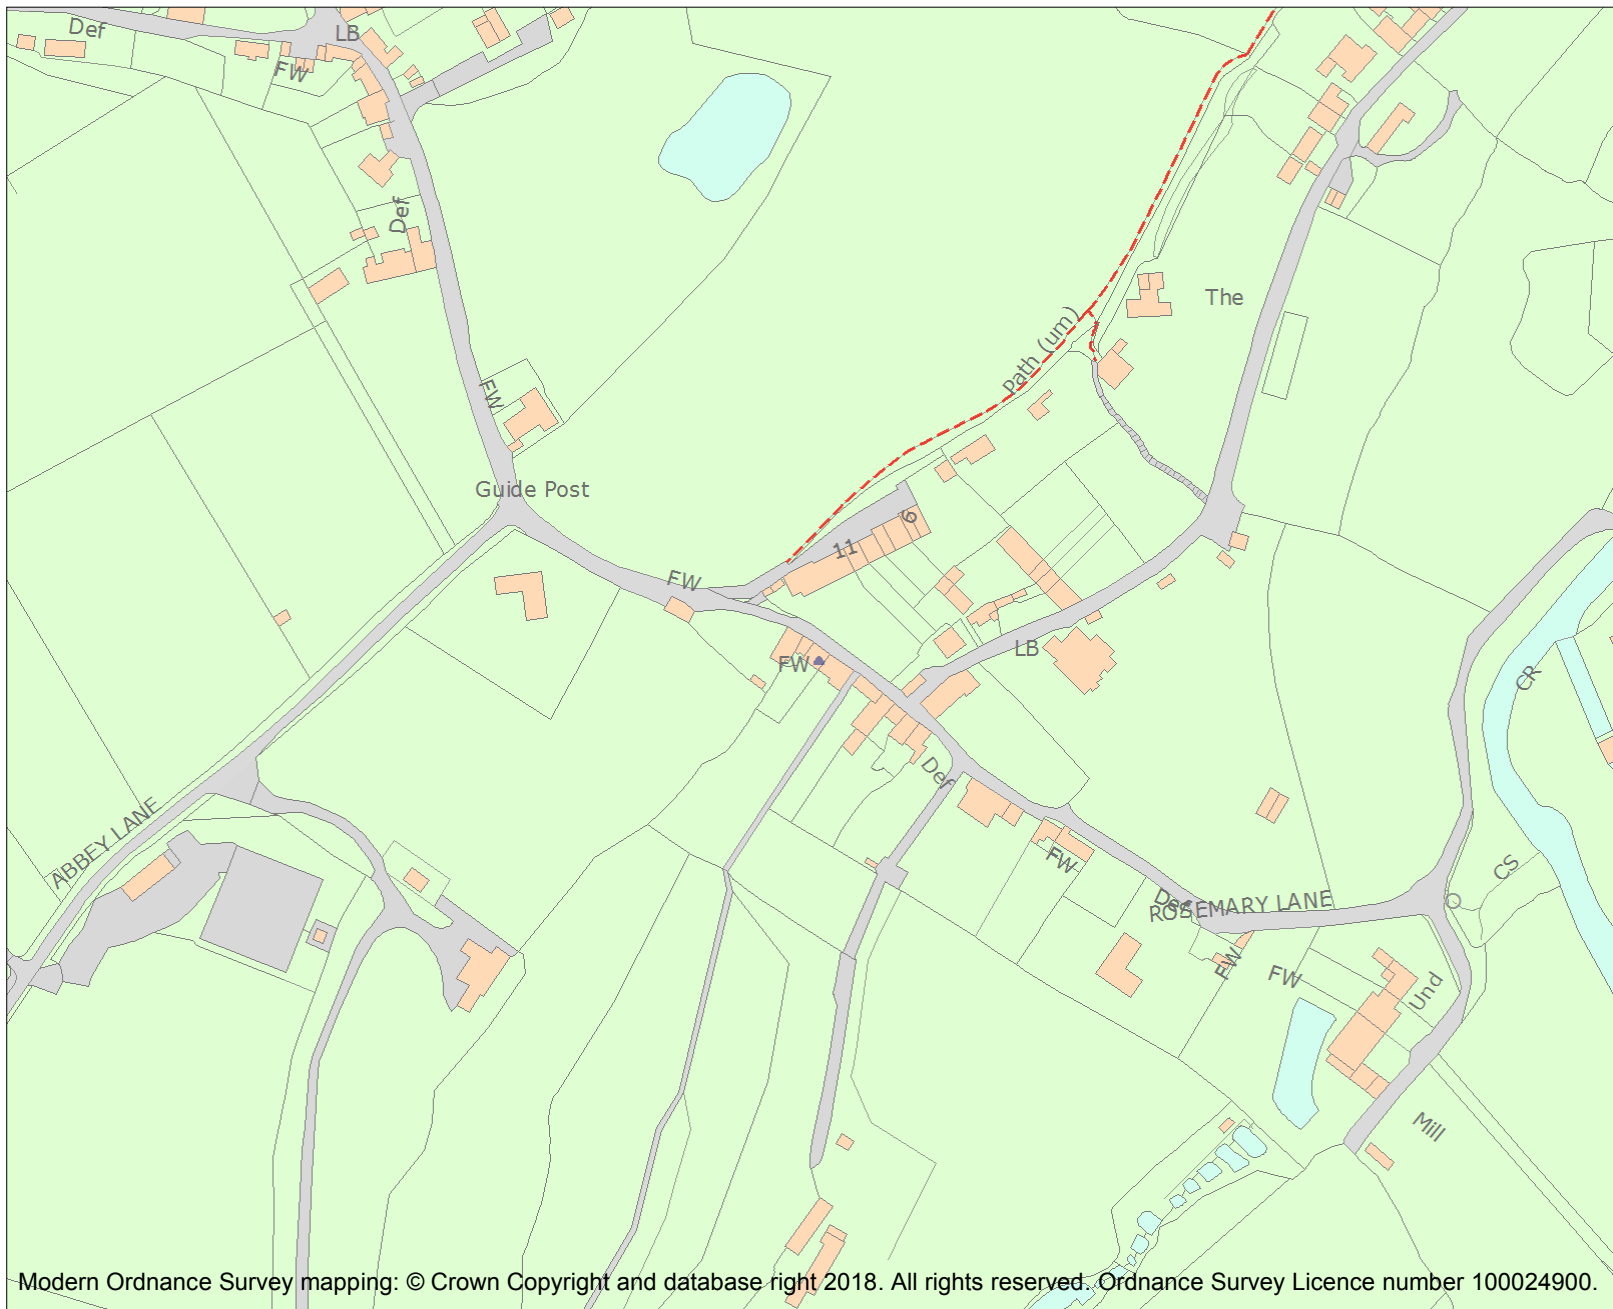 Def
LB
FW
Def
The
Path (um)
FW
Guide Post
6
11
FW
LB
FW
CR
Def
ABBEY LANE
FW
CS
Def
ROSEMARY LANE
FW
FW
Und
Mill
Modern Ordnance Survey mapping: © Crown Copyright and database right 2018. All rights reserved. Ordnance Survey Licence number 100024900.